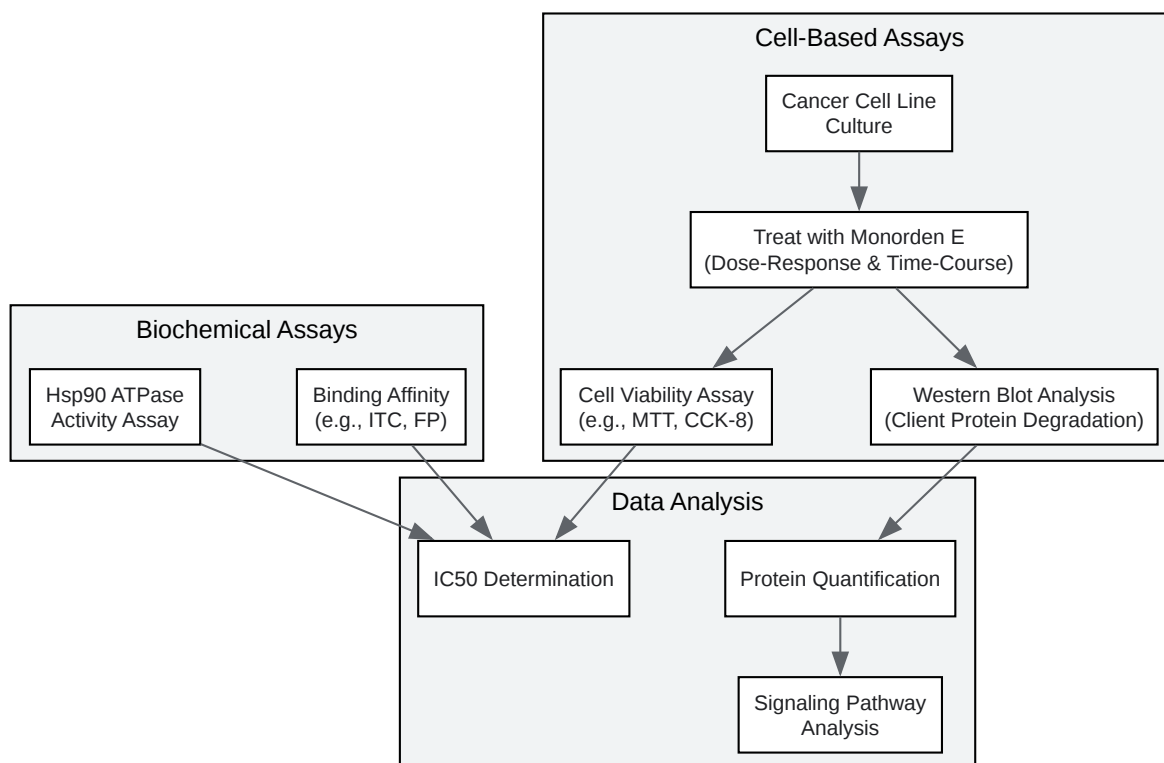 Cell-Based Assays
Cancer Cell Line
Culture
Treat with Monorden E
(Dose-Response & Time-Course)
Biochemical Assays
Hsp90 ATPase
Activity Assay
Binding Affinity
(e.g., ITC, FP)
Cell Viability Assay
(e.g., MTT, CCK-8)
Western Blot Analysis
(Client Protein Degradation)
Data Analysis
IC50 Determination
Protein Quantification
Signaling Pathway
Analysis